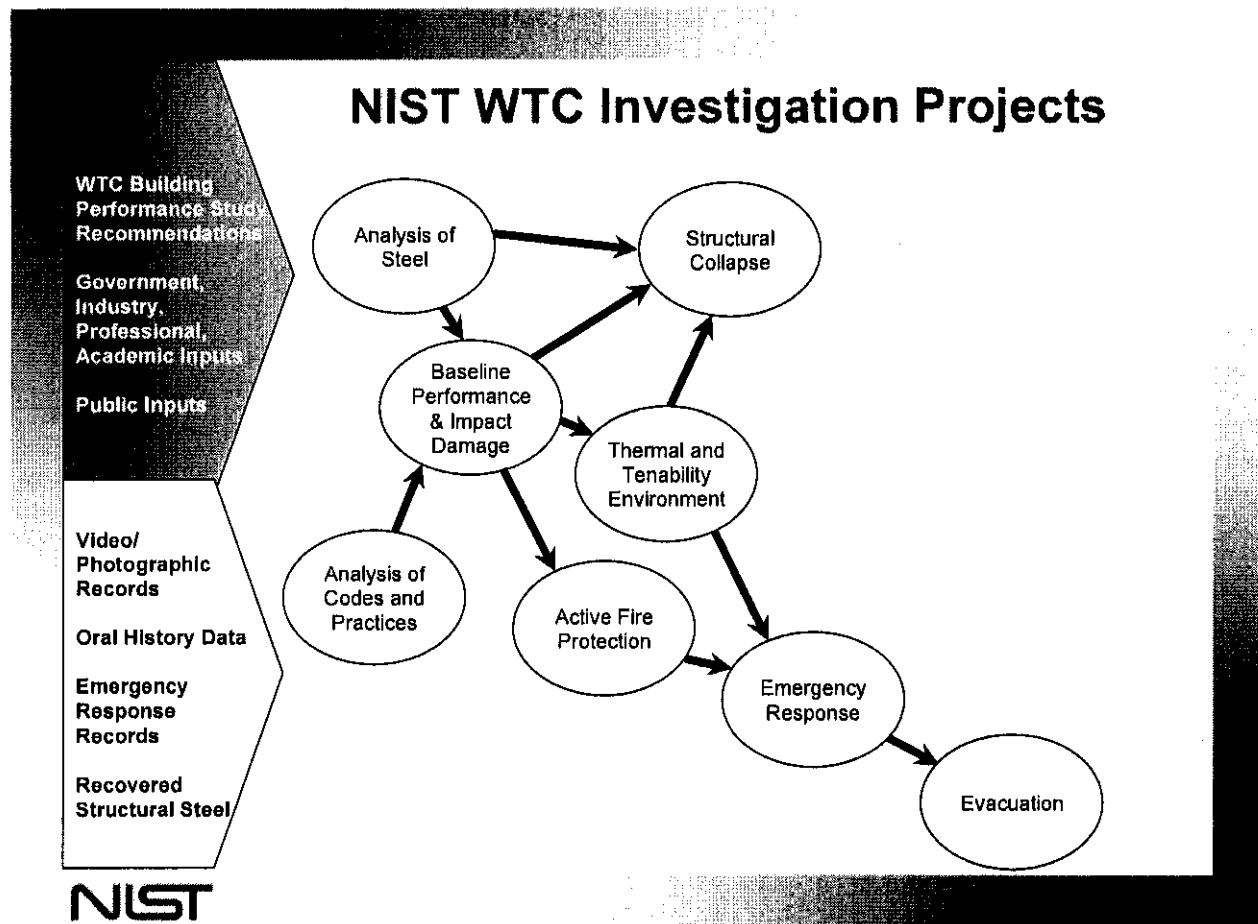 NIST WTC Investigation Projects
WTC Building
Performance Study
Recommendations
Government,
Industry,
Professional,
Academic Inputs
Public Inputs
Video/
Photographic
Records
Oral History Data
Emergency
Response
Records
Recovered
Structural Steel
Analysis of
Steel
Structural
Collapse
Baseline
Performance
& Impact
Damage
Thermal and
Tenability
Environment
Analysis of
Codes and
Practices
Active Fire
Protection
Emergency
Response
Evacuation
NIST